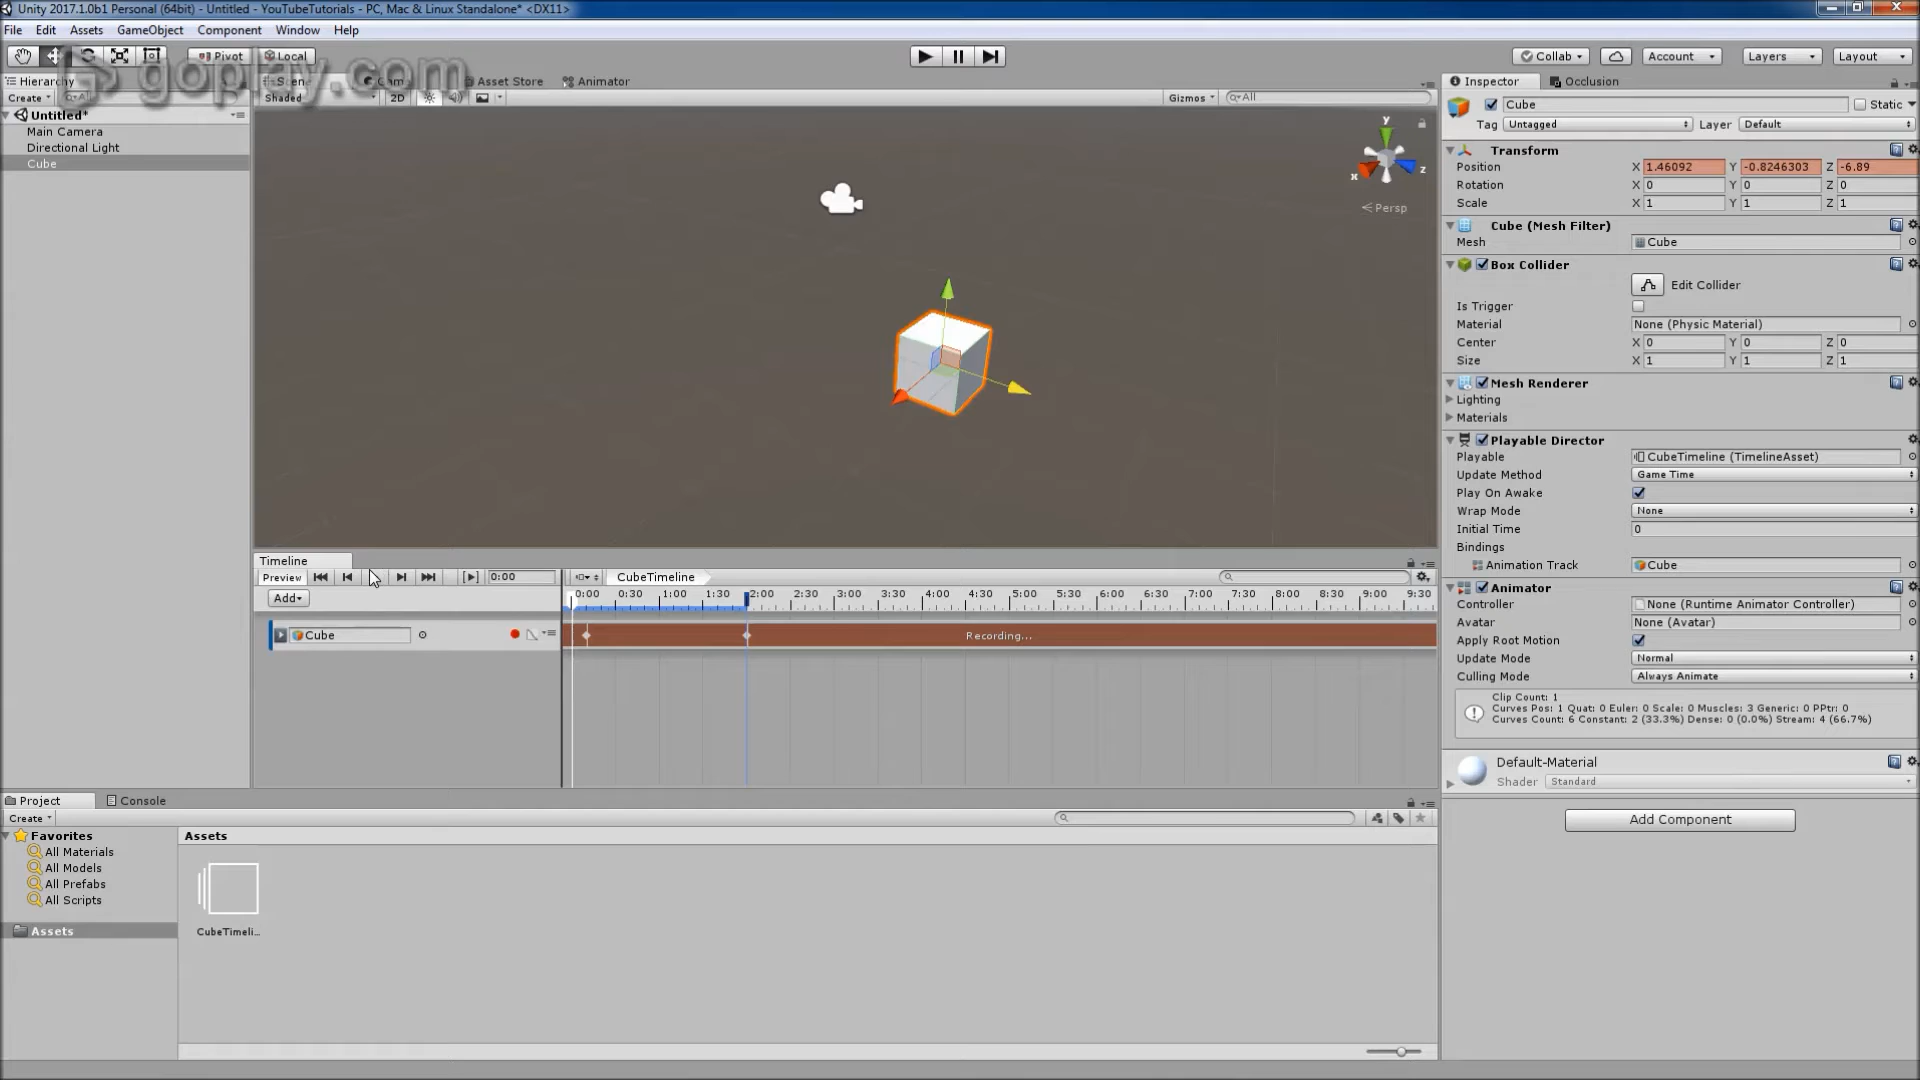 Unity 2017.1.0b1 Personal (64bit) - Untitled - YouTubeTutorials - PC, Mac & Linux Standalone* <DX11>
File Edit Assets GameObject Component Window Help
Pivot Local Collab Account Layers Layout
goplay.com
Hierarchy Scene Asset Store Animator Inspector Occlusion
Create All Shaded 2D Gizmos All
Untitled*
Main Camera
Directional Light
Cube
y
x
z
Persp
Cube Static
Tag Untagged Layer Default
Transform
Position X 1.46092 Y -0.8246303 Z -6.89
Rotation X 0 Y 0 Z 0
Scale X 1 Y 1 Z 1
Cube (Mesh Filter)
Mesh Cube
Box Collider
Edit Collider
Is Trigger
Material None (Physic Material)
Center X 0 Y 0 Z 0
Size X 1 Y 1 Z 1
Mesh Renderer
Lighting
Materials
Playable Director
Playable CubeTimeline (TimelineAsset)
Update Method Game Time
Play On Awake
Wrap Mode None
Initial Time 0
Bindings
Animation Track Cube
Animator
Controller None (Runtime Animator Controller)
Avatar None (Avatar)
Apply Root Motion
Update Mode Normal
Culling Mode Always Animate
Clip Count: 1
Curves Pos: 1 Quat: 0 Euler: 0 Scale: 0 Muscles: 3 Generic: 0 PPtr: 0
Curves Count: 6 Constant: 2 (33.3%) Dense: 0 (0.0%) Stream: 4 (66.7%)
Default-Material
Shader Standard
Add Component
Timeline
Preview 0:00 CubeTimeline
Add
0:00 0:30 1:00 1:30 2:00 2:30 3:00 3:30 4:00 4:30 5:00 5:30 6:00 6:30 7:00 7:30 8:00 8:30 9:00 9:30
Cube Recording...
Project Console
Create
Favorites
All Materials
All Models
All Prefabs
All Scripts
Assets
Assets
CubeTimeli...